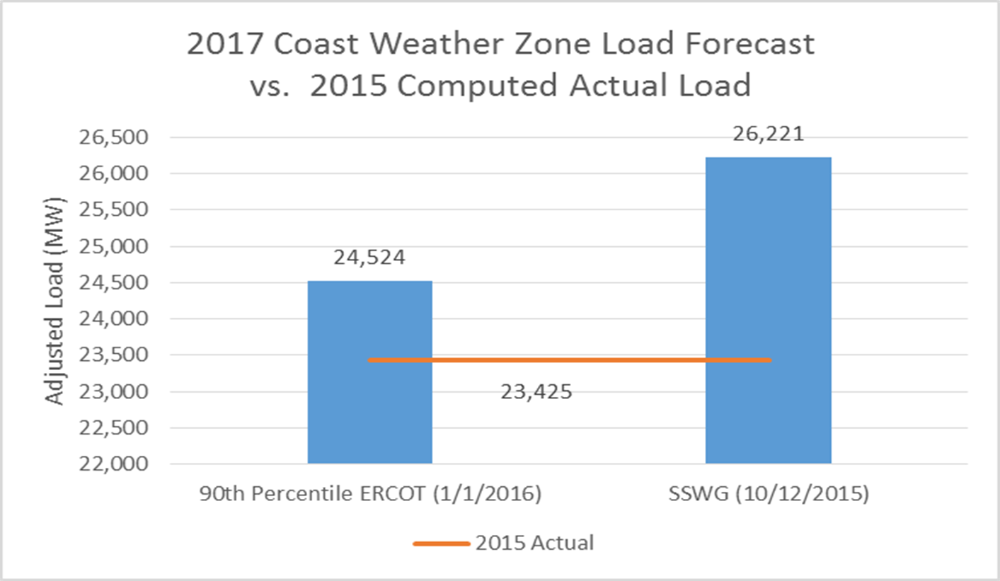 2017 Coast Weather Zone Load Forecast
vs. 2015 Computed Actual Load
Adjusted Load (MW)
26,500
26,000
25,500
25,000
24,500
24,000
23,500
23,000
22,500
22,000
24,524
26,221
23,425
90th Percentile ERCOT (1/1/2016)
SSWG (10/12/2015)
2015 Actual